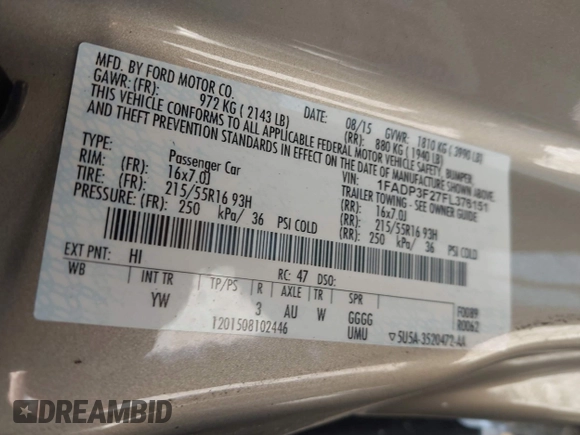 MFD. BY FORD MOTOR CO.
DATE: 08/15 GVWR: 1810 KG ( 3990 LB)
GAWR: (FR): 972 KG ( 2143 LB) (RR): 880 KG ( 1940 LB)
THIS VEHICLE CONFORMS TO ALL APPLICABLE FEDERAL MOTOR VEHICLE SAFETY, BUMPER,
AND THEFT PREVENTION STANDARDS IN EFFECT ON THE DATE OF MANUFACTURE SHOWN ABOVE.
VIN: 1FADP3F27FL376151
TYPE: Passenger Car TRAILER TOWING - SEE OWNERS GUIDE
RIM: (FR) 16x7.0J (RR): 16x7.0J
TIRE: (FR) 215/55R16 93H (RR): 215/55R16 93H
PRESSURE: (FR) 250 kPa/ 36 PSI COLD (RR): 250 kPa/ 36 PSI COLD
EXT PNT: HI RC: 47 DSO:
WB INT TR TP/PS R AXLE TR SPR F0089
YW 3 AU W GGGG R0062
1201508102446 UMU 5U5A-3520472-AA
DREAMBID